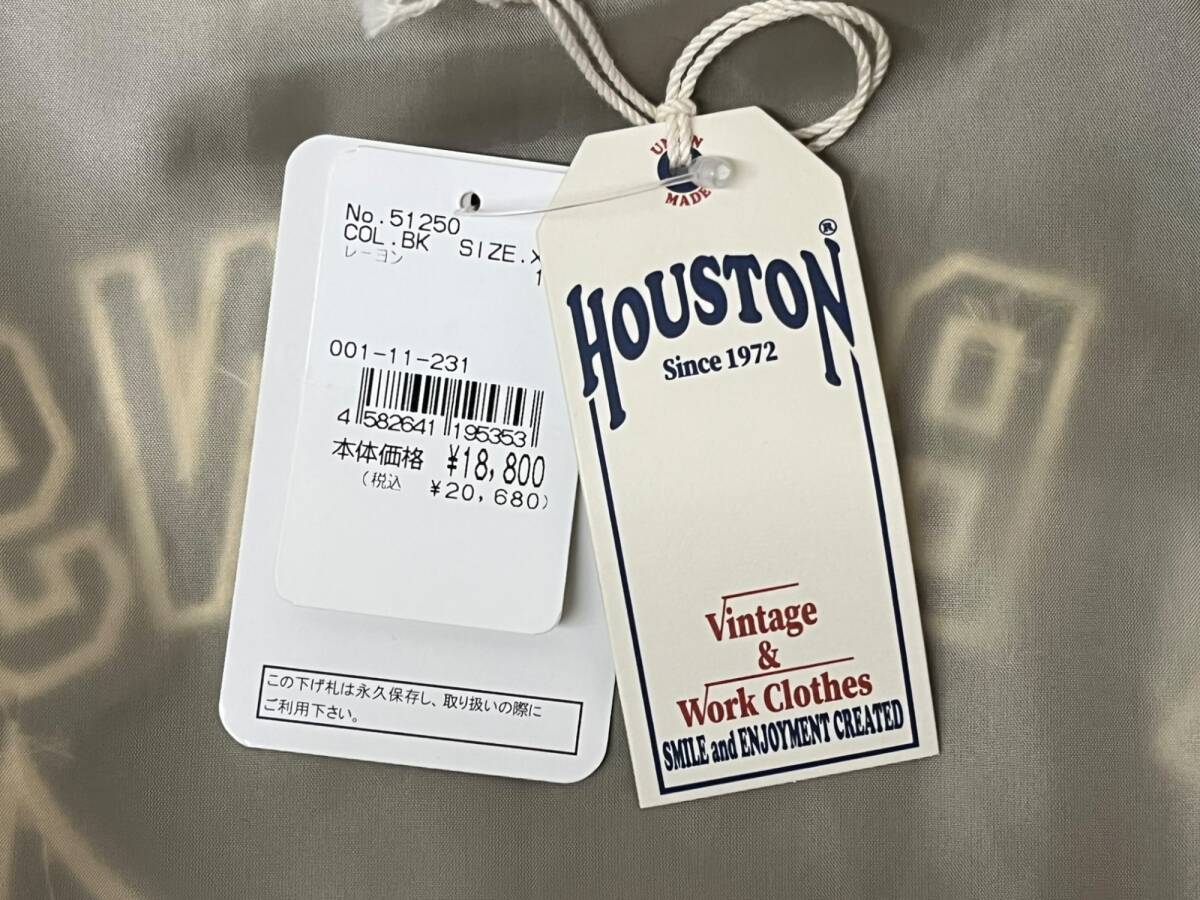 No.51250
COL.BK SIZE.X
レーヨン 1
001-11-231
4 582641 195353
本体価格 ¥18,800
(税込 ¥20,680)
この下げ札は永久保存し、取り扱いの際に
ご利用下さい。
UNION
MADE
HOUSTON®
Since 1972
Vintage
&
Work Clothes
SMILE and ENJOYMENT CREATED